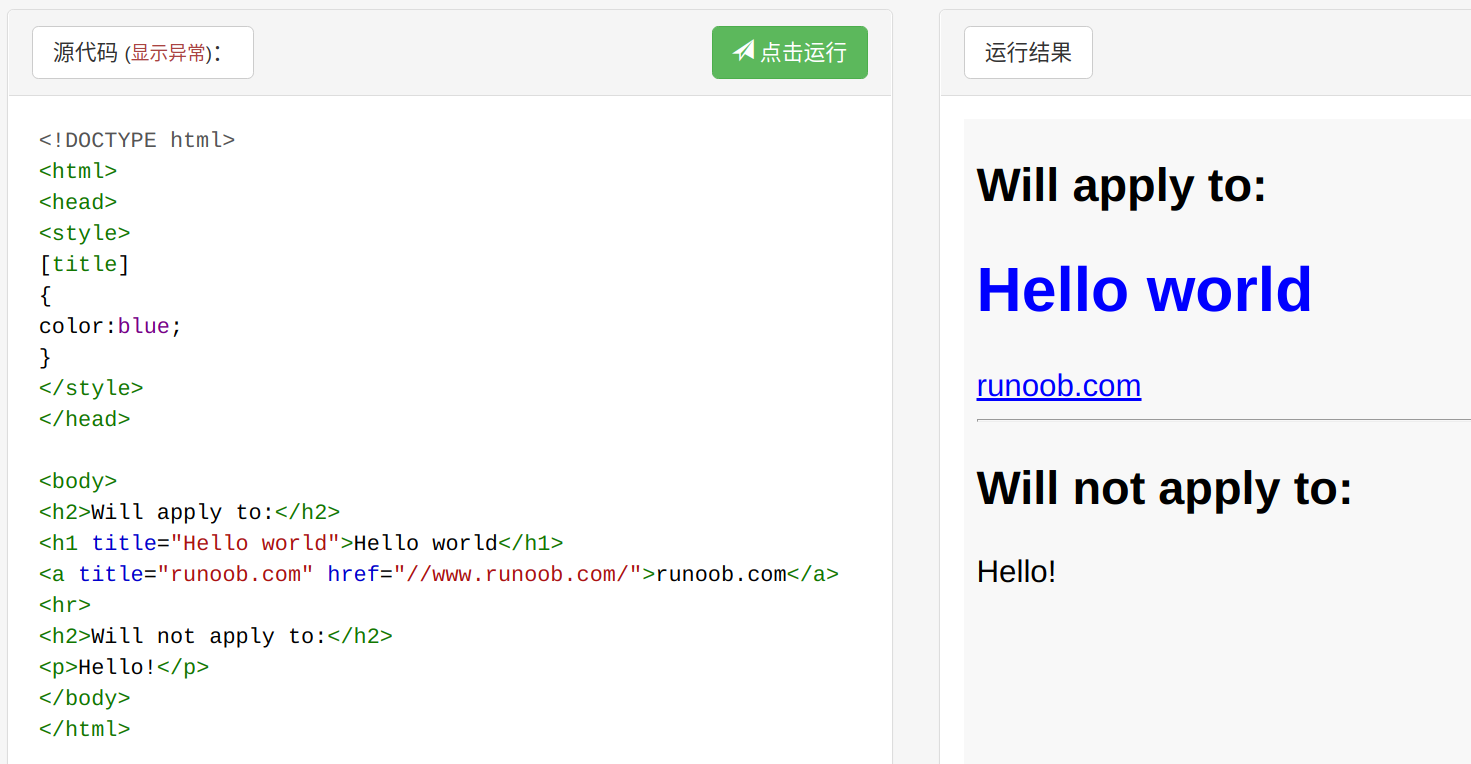 源代码 (显示异常)：
点击运行
<!DOCTYPE html>
<html>
<head>
<style>
[title]
{
color:blue;
}
</style>
</head>
<body>
<h2>Will apply to:</h2>
<h1 title="Hello world">Hello world</h1>
<a title="runoob.com" href="//www.runoob.com/">runoob.com</a>
<hr>
<h2>Will not apply to:</h2>
<p>Hello!</p>
</body>
</html>
运行结果
Will apply to:
Hello world
runoob.com
Will not apply to:
Hello!